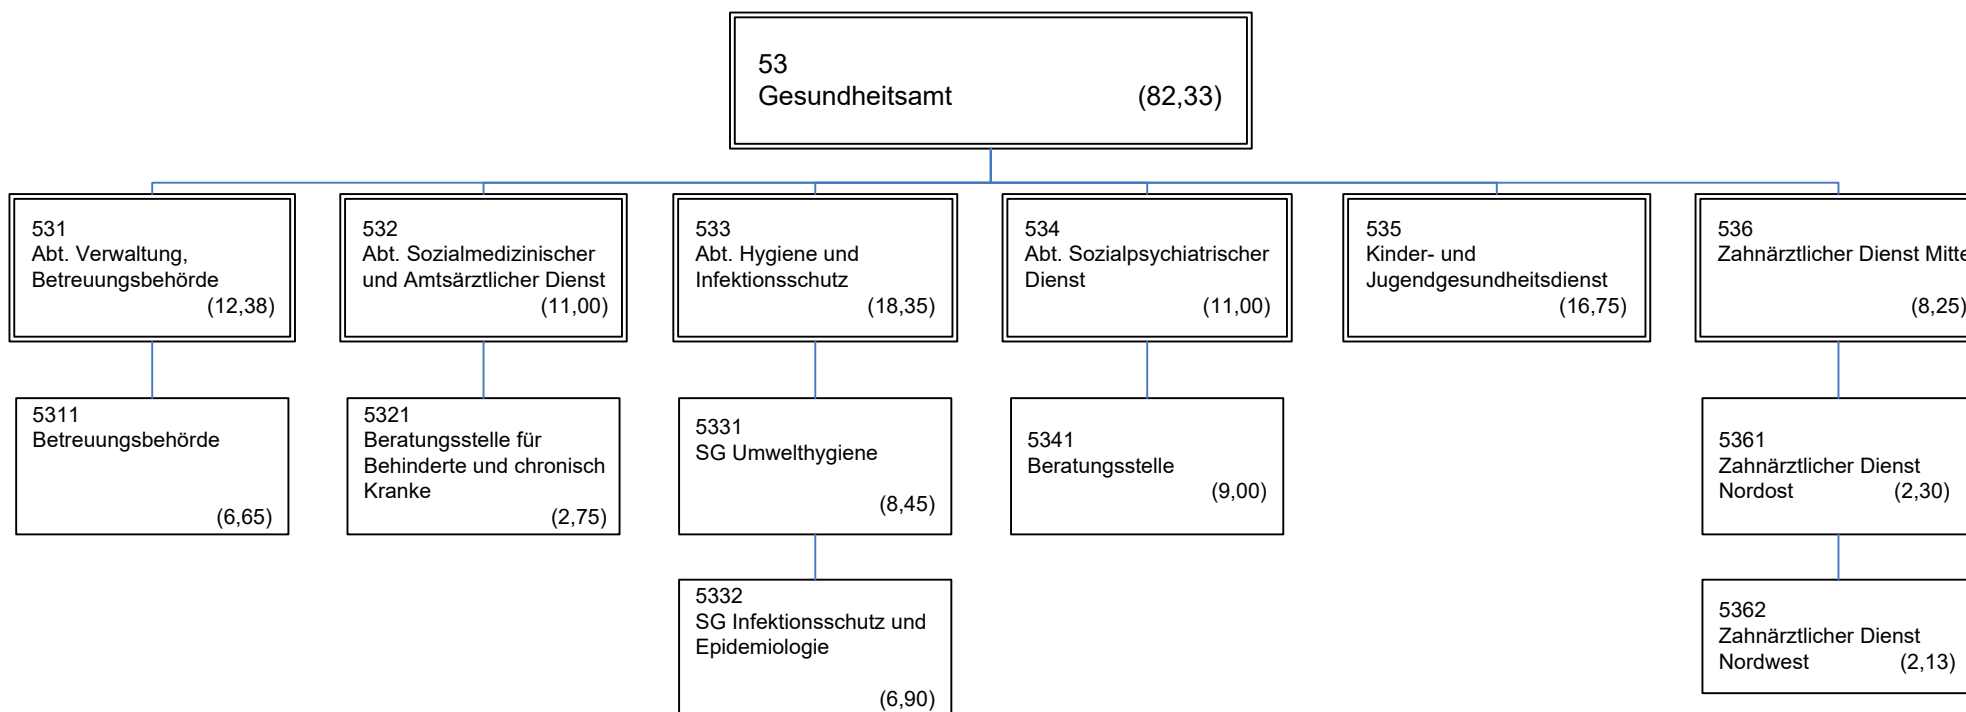 53
Gesundheitsamt (82,33)
531
Abt. Verwaltung,
Betreuungsbehörde
(12,38)
532
Abt. Sozialmedizinischer
und Amtsärztlicher Dienst
(11,00)
533
Abt. Hygiene und
Infektionsschutz
(18,35)
534
Abt. Sozialpsychiatrischer
Dienst
(11,00)
535
Kinder- und
Jugendgesundheitsdienst
(16,75)
536
Zahnärztlicher Dienst Mitte
(8,25)
5311
Betreuungsbehörde
(6,65)
5321
Beratungsstelle für
Behinderte und chronisch
Kranke
(2,75)
5331
SG Umwelthygiene
(8,45)
5341
Beratungsstelle
(9,00)
5361
Zahnärztlicher Dienst
Nordost (2,30)
5332
SG Infektionsschutz und
Epidemiologie
(6,90)
5362
Zahnärztlicher Dienst
Nordwest (2,13)